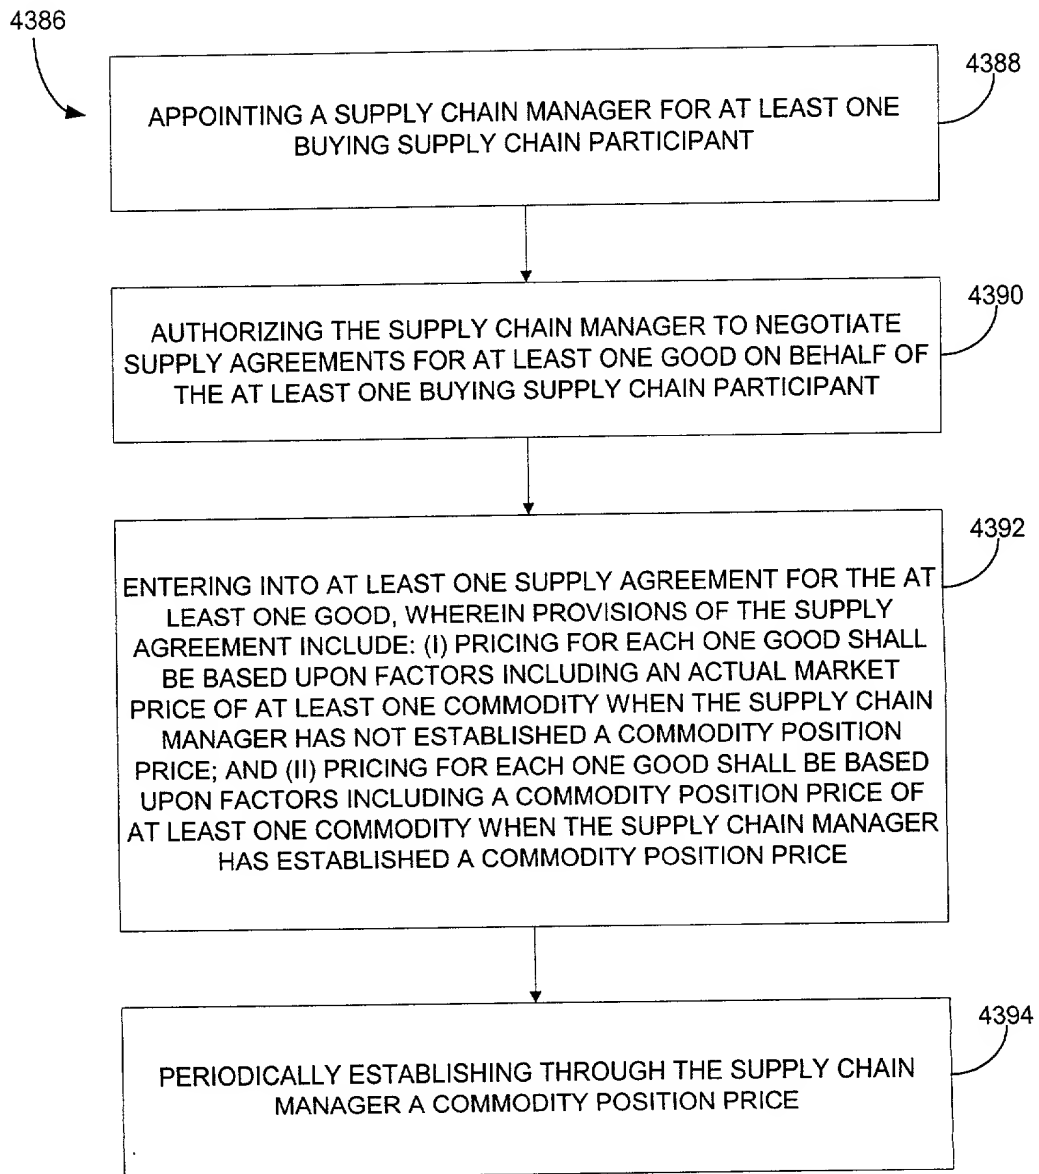 4386
4388
APPOINTING A SUPPLY CHAIN MANAGER FOR AT LEAST ONE
BUYING SUPPLY CHAIN PARTICIPANT
4390
AUTHORIZING THE SUPPLY CHAIN MANAGER TO NEGOTIATE
SUPPLY AGREEMENTS FOR AT LEAST ONE GOOD ON BEHALF OF
THE AT LEAST ONE BUYING SUPPLY CHAIN PARTICIPANT
4392
ENTERING INTO AT LEAST ONE SUPPLY AGREEMENT FOR THE AT
LEAST ONE GOOD, WHEREIN PROVISIONS OF THE SUPPLY
AGREEMENT INCLUDE: (I) PRICING FOR EACH ONE GOOD SHALL
BE BASED UPON FACTORS INCLUDING AN ACTUAL MARKET
PRICE OF AT LEAST ONE COMMODITY WHEN THE SUPPLY CHAIN
MANAGER HAS NOT ESTABLISHED A COMMODITY POSITION
PRICE; AND (II) PRICING FOR EACH ONE GOOD SHALL BE BASED
UPON FACTORS INCLUDING A COMMODITY POSITION PRICE OF
AT LEAST ONE COMMODITY WHEN THE SUPPLY CHAIN MANAGER
HAS ESTABLISHED A COMMODITY POSITION PRICE
4394
PERIODICALLY ESTABLISHING THROUGH THE SUPPLY CHAIN
MANAGER A COMMODITY POSITION PRICE